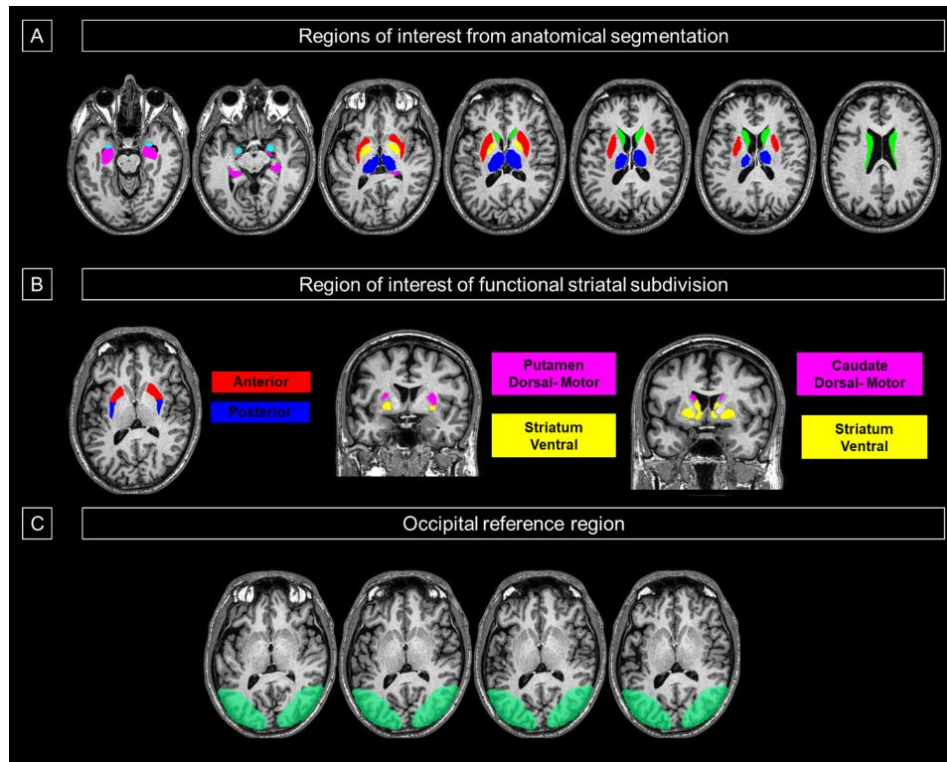 A
Regions of interest from anatomical segmentation
B
Region of interest of functional striatal subdivision
Anterior
Posterior
Putamen
Dorsal- Motor
Striatum
Ventral
Caudate
Dorsal- Motor
Striatum
Ventral
C
Occipital reference region